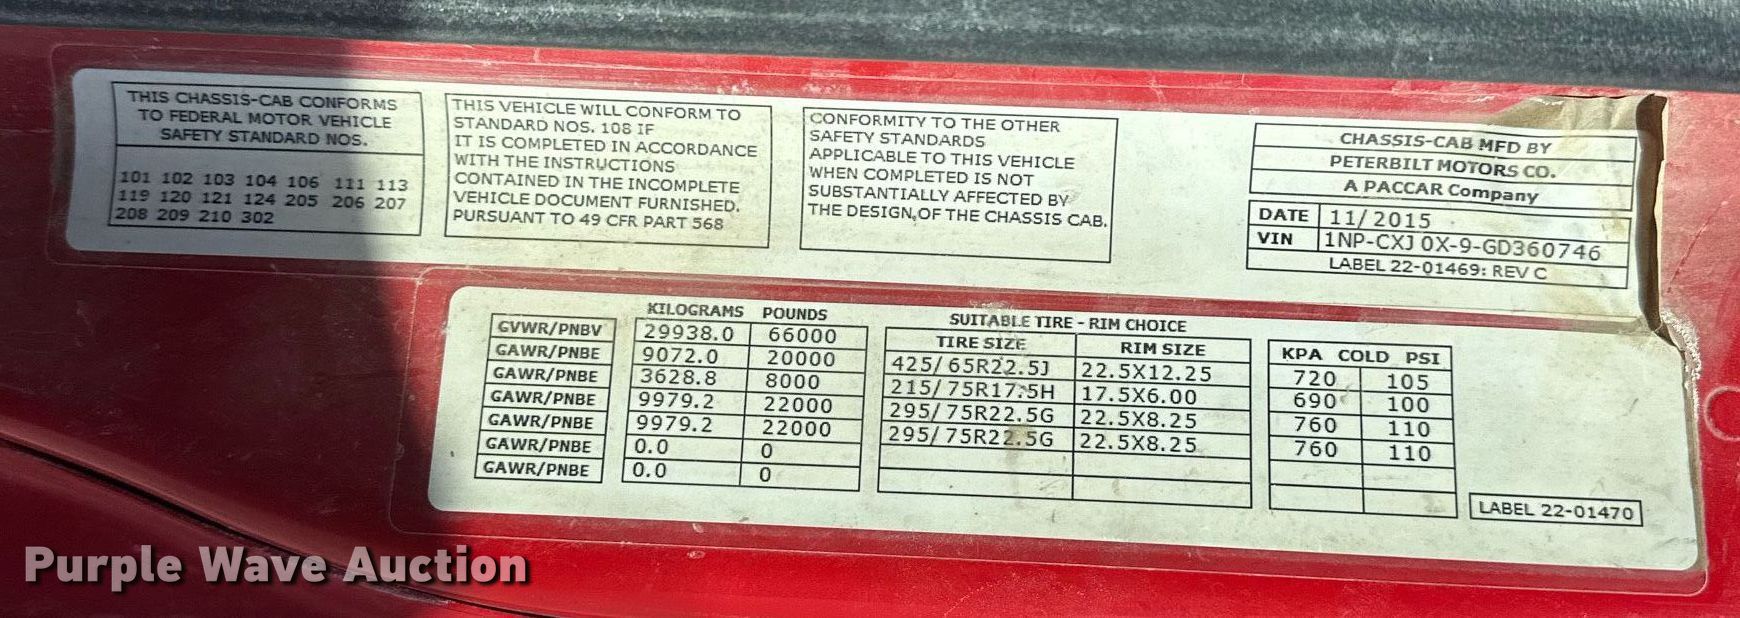 THIS CHASSIS-CAB CONFORMS
TO FEDERAL MOTOR VEHICLE
SAFETY STANDARD NOS.
101 102 103 104 106 111 113
119 120 121 124 205 206 207
208 209 210 302
THIS VEHICLE WILL CONFORM TO
STANDARD NOS. 108 IF
IT IS COMPLETED IN ACCORDANCE
WITH THE INSTRUCTIONS
CONTAINED IN THE INCOMPLETE
VEHICLE DOCUMENT FURNISHED.
PURSUANT TO 49 CFR PART 568
CONFORMITY TO THE OTHER
SAFETY STANDARDS
APPLICABLE TO THIS VEHICLE
WHEN COMPLETED IS NOT
SUBSTANTIALLY AFFECTED BY
THE DESIGN OF THE CHASSIS CAB.
CHASSIS-CAB MFD BY
PETERBILT MOTORS CO.
A PACCAR Company
DATE 11/2015
VIN 1NP-CXJ0X-9-GD360746
LABEL 22-01469: REV C
KILOGRAMS POUNDS SUITABLE TIRE - RIM CHOICE
TIRE SIZE RIM SIZE KPA COLD PSI
GVWR/PNBV 29938.0 66000
GAWR/PNBE 9072.0 20000 425/65R22.5J 22.5X12.25 720 105
GAWR/PNBE 3628.8 8000 215/75R17.5H 17.5X6.00 690 100
GAWR/PNBE 9979.2 22000 295/75R22.5G 22.5X8.25 760 110
GAWR/PNBE 9979.2 22000 295/75R22.5G 22.5X8.25 760 110
GAWR/PNBE 0.0 0
GAWR/PNBE 0.0 0
LABEL 22-01470
Purple Wave Auction